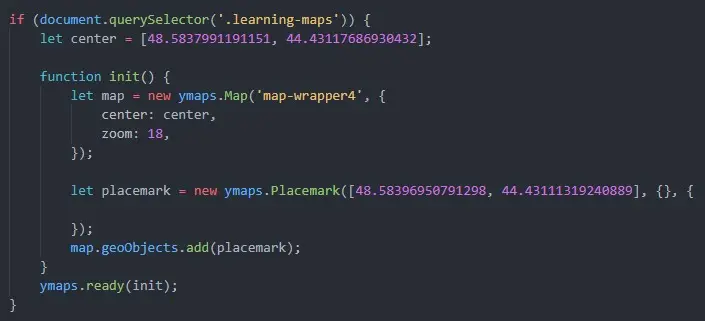 if (document.querySelector('.learning-maps')) {
let center = [48.5837991191151, 44.43117686930432];
function init() {
let map = new ymaps.Map('map-wrapper4', {
center: center,
zoom: 18,
});
let placemark = new ymaps.Placemark([48.58396950791298, 44.43111319240889], {}, {
});
map.geoObjects.add(placemark);
}
ymaps.ready(init);
}